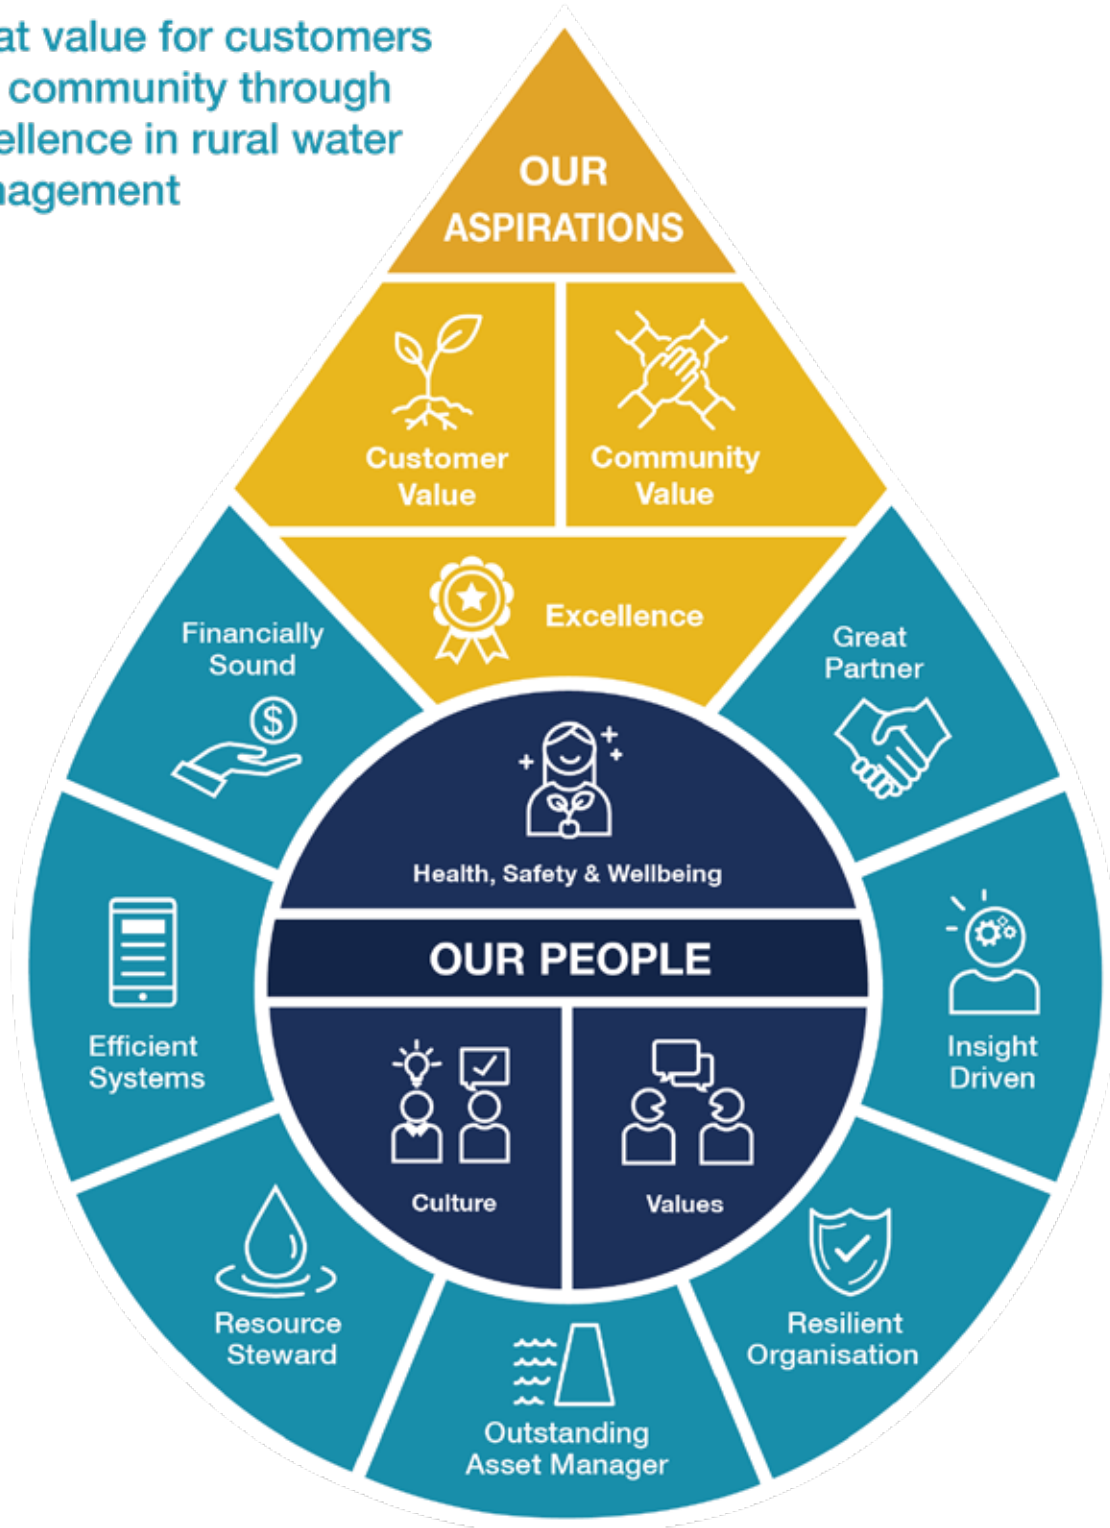 at value for customers
community through
ellence in rural water
nagement
OUR
ASPIRATIONS
Customer
Value
Community
Value
Excellence
Financially
Sound
$
Great
Partner
Health, Safety & Wellbeing
OUR PEOPLE
Efficient
Systems
Insight
Driven
Culture
Values
Resource
Steward
Resilient
Organisation
Outstanding
Asset Manager